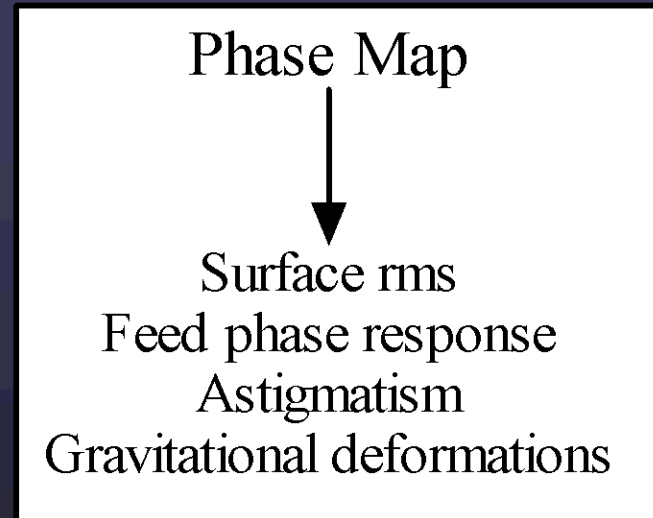 Phase Map
Surface rms
Feed phase response
Astigmatism
Gravitational deformations